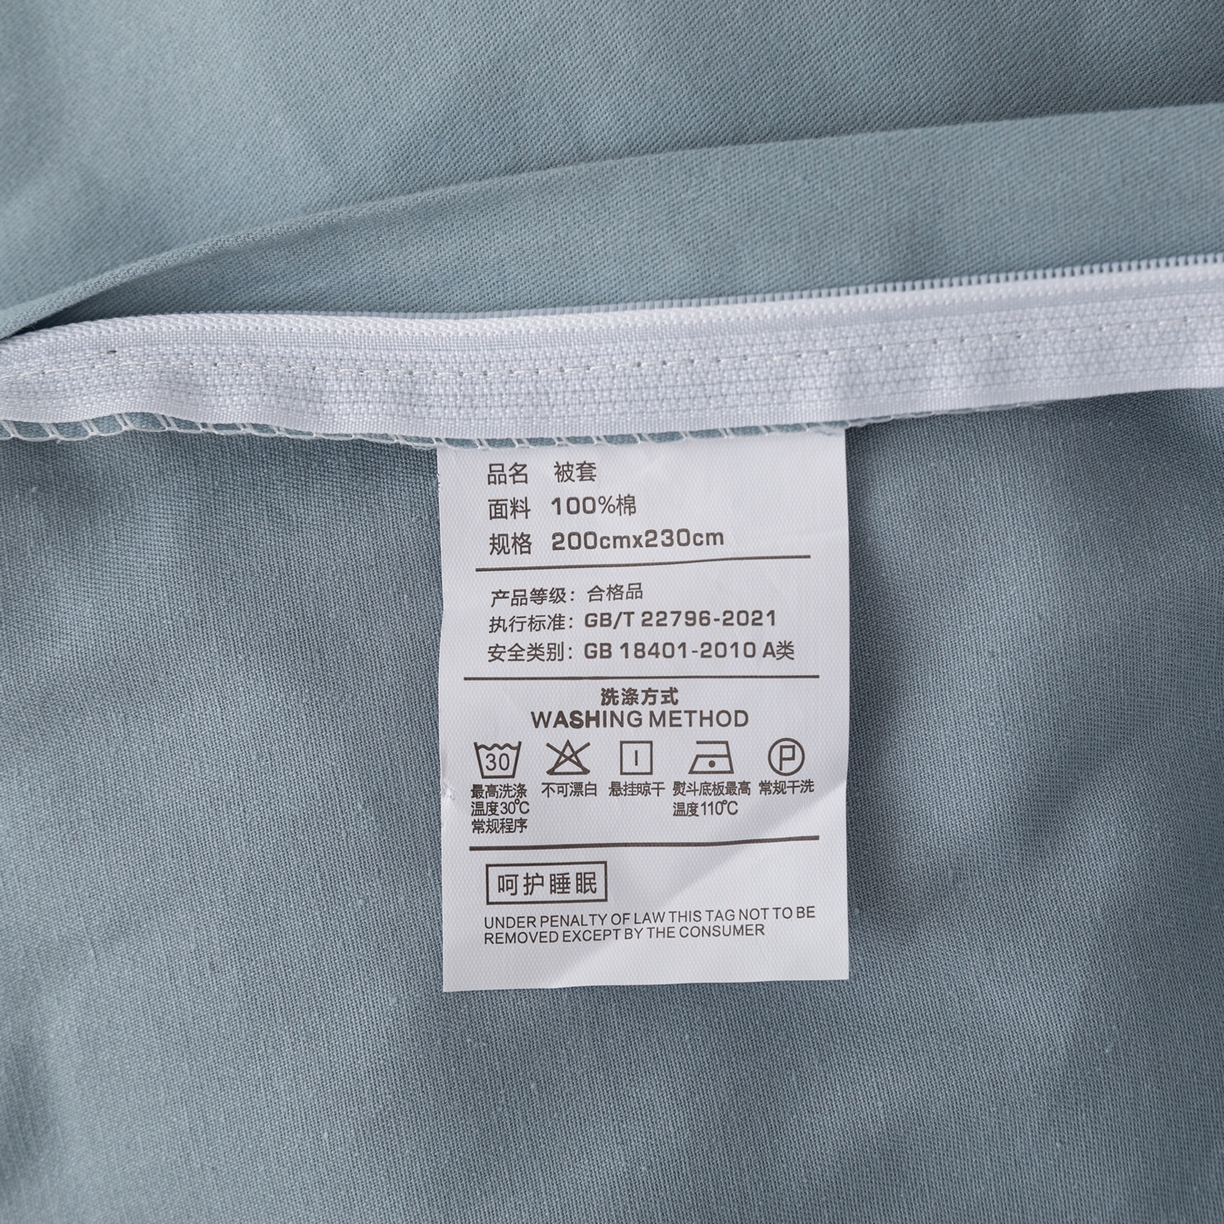 品名 被套
面料 100%棉
规格 200cmx230cm
产品等级：合格品
执行标准：GB/T 22796-2021
安全类别：GB 18401-2010 A类
洗涤方式
WASHING METHOD
30
P
最高洗涤温度30℃常规程序
不可漂白
悬挂晾干
熨斗底板最高温度110℃
常规干洗
呵护睡眠
UNDER PENALTY OF LAW THIS TAG NOT TO BE
REMOVED EXCEPT BY THE CONSUMER